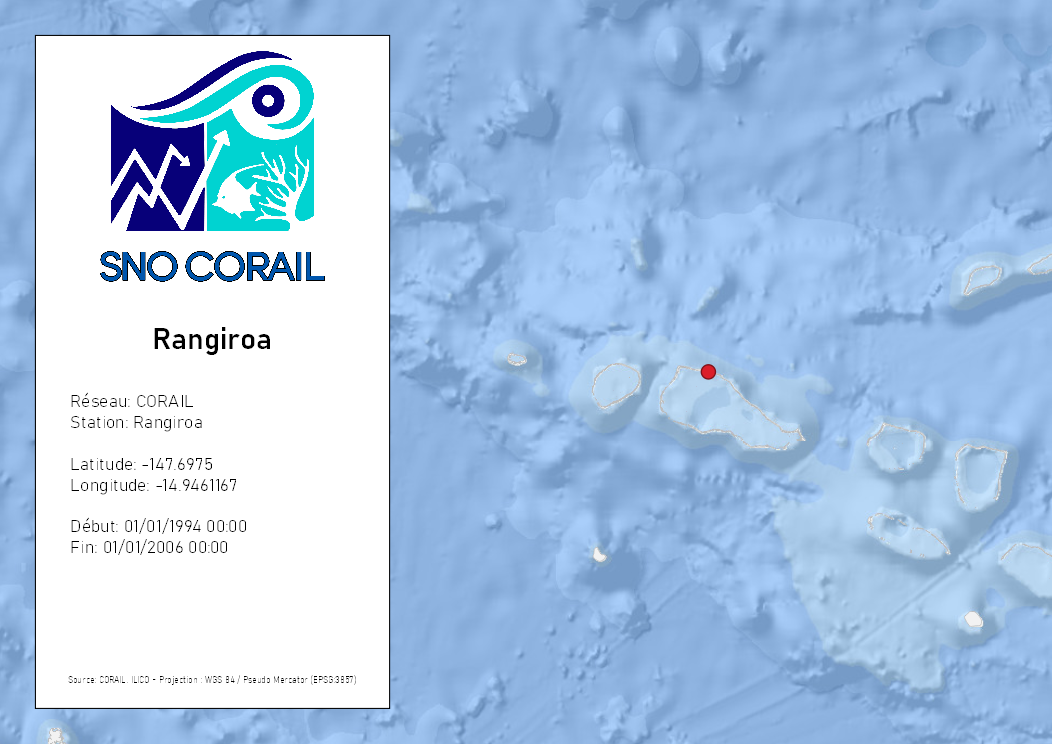 SNO CORAIL
Rangiroa
Réseau: CORAIL
Station: Rangiroa
Latitude: -147.6975
Longitude: -14.9461167
Début: 01/01/1994 00:00
Fin: 01/01/2006 00:00
Source: CORAIL, ILICO - Projection : WGS 84 / Pseudo Mercator (EPSG:3857)